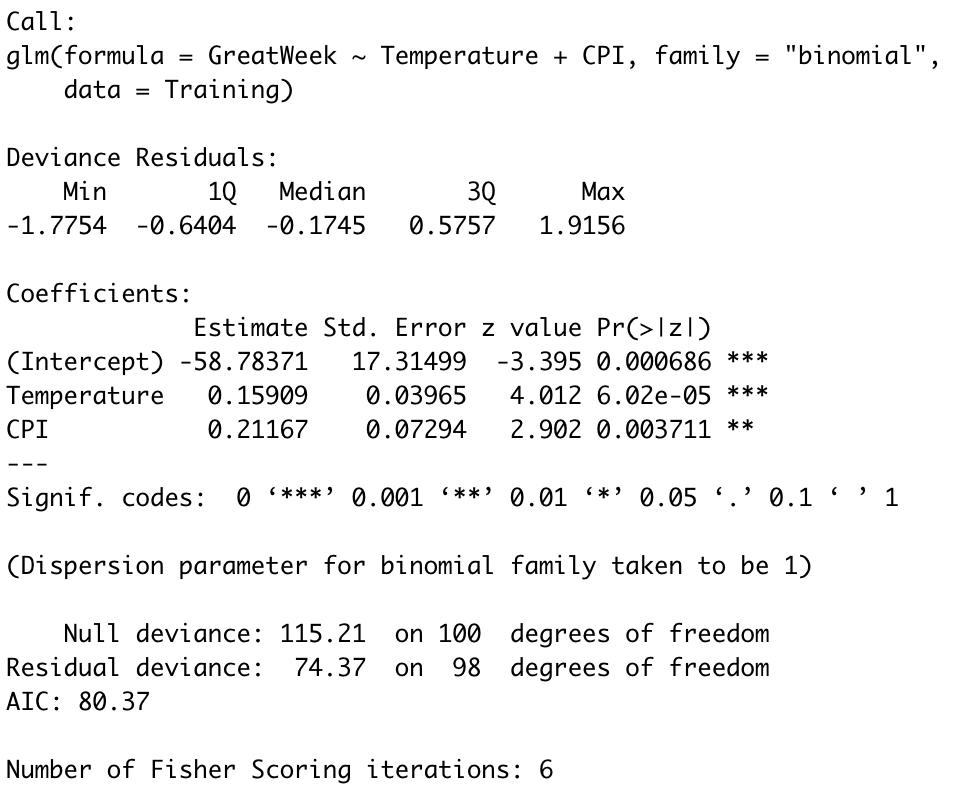 Call:
glm(formula = GreatWeek ~ Temperature + CPI, family = "binomial",
    data = Training)

Deviance Residuals:
    Min       1Q   Median       3Q      Max
-1.7754  -0.6404  -0.1745   0.5757   1.9156

Coefficients:
             Estimate Std. Error z value Pr(>|z|)
(Intercept) -58.78371   17.31499  -3.395 0.000686 ***
Temperature   0.15909    0.03965   4.012 6.02e-05 ***
CPI           0.21167    0.07294   2.902 0.003711 **
---
Signif. codes:  0 ‘***’ 0.001 ‘**’ 0.01 ‘*’ 0.05 ‘.’ 0.1 ‘ ’ 1

(Dispersion parameter for binomial family taken to be 1)

    Null deviance: 115.21  on 100  degrees of freedom
Residual deviance:  74.37  on  98  degrees of freedom
AIC: 80.37

Number of Fisher Scoring iterations: 6